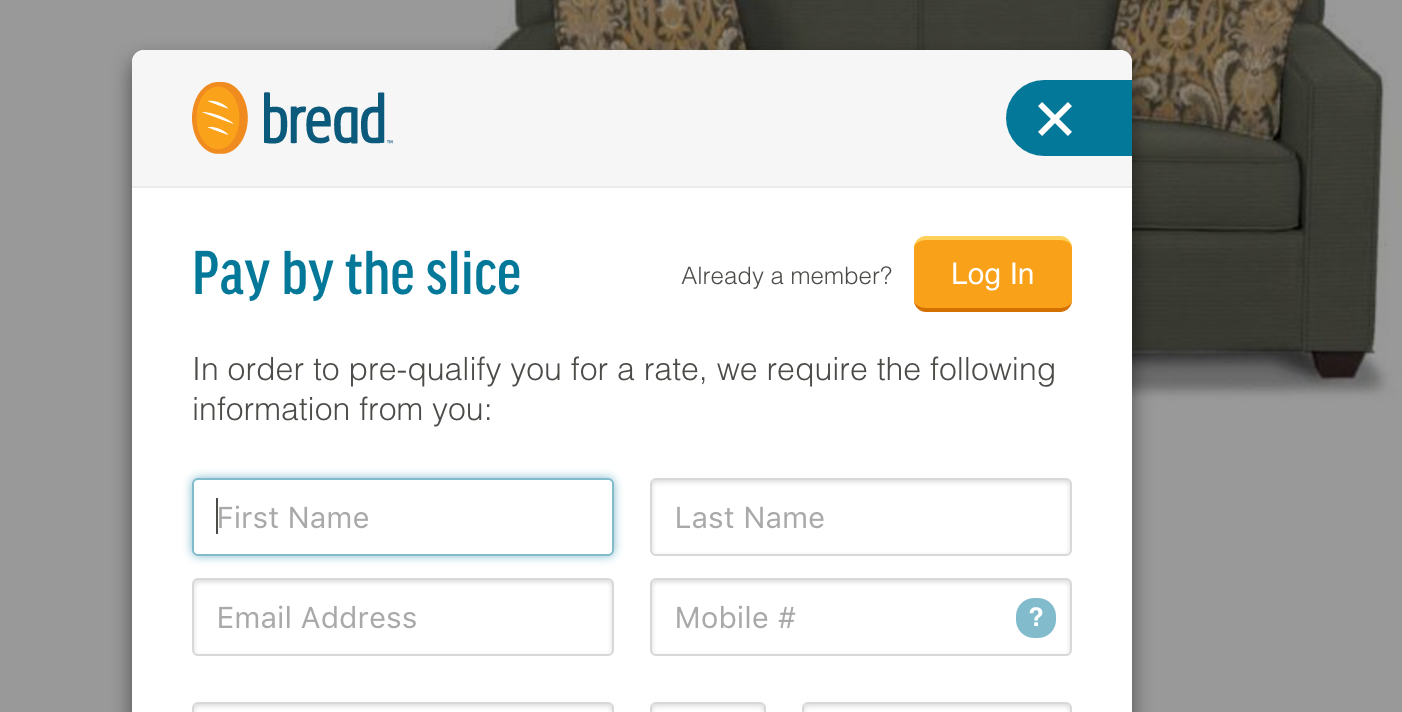 bread™
Pay by the slice
Already a member?
Log In
In order to pre-qualify you for a rate, we require the following
information from you:
First Name
Last Name
Email Address
Mobile #
?